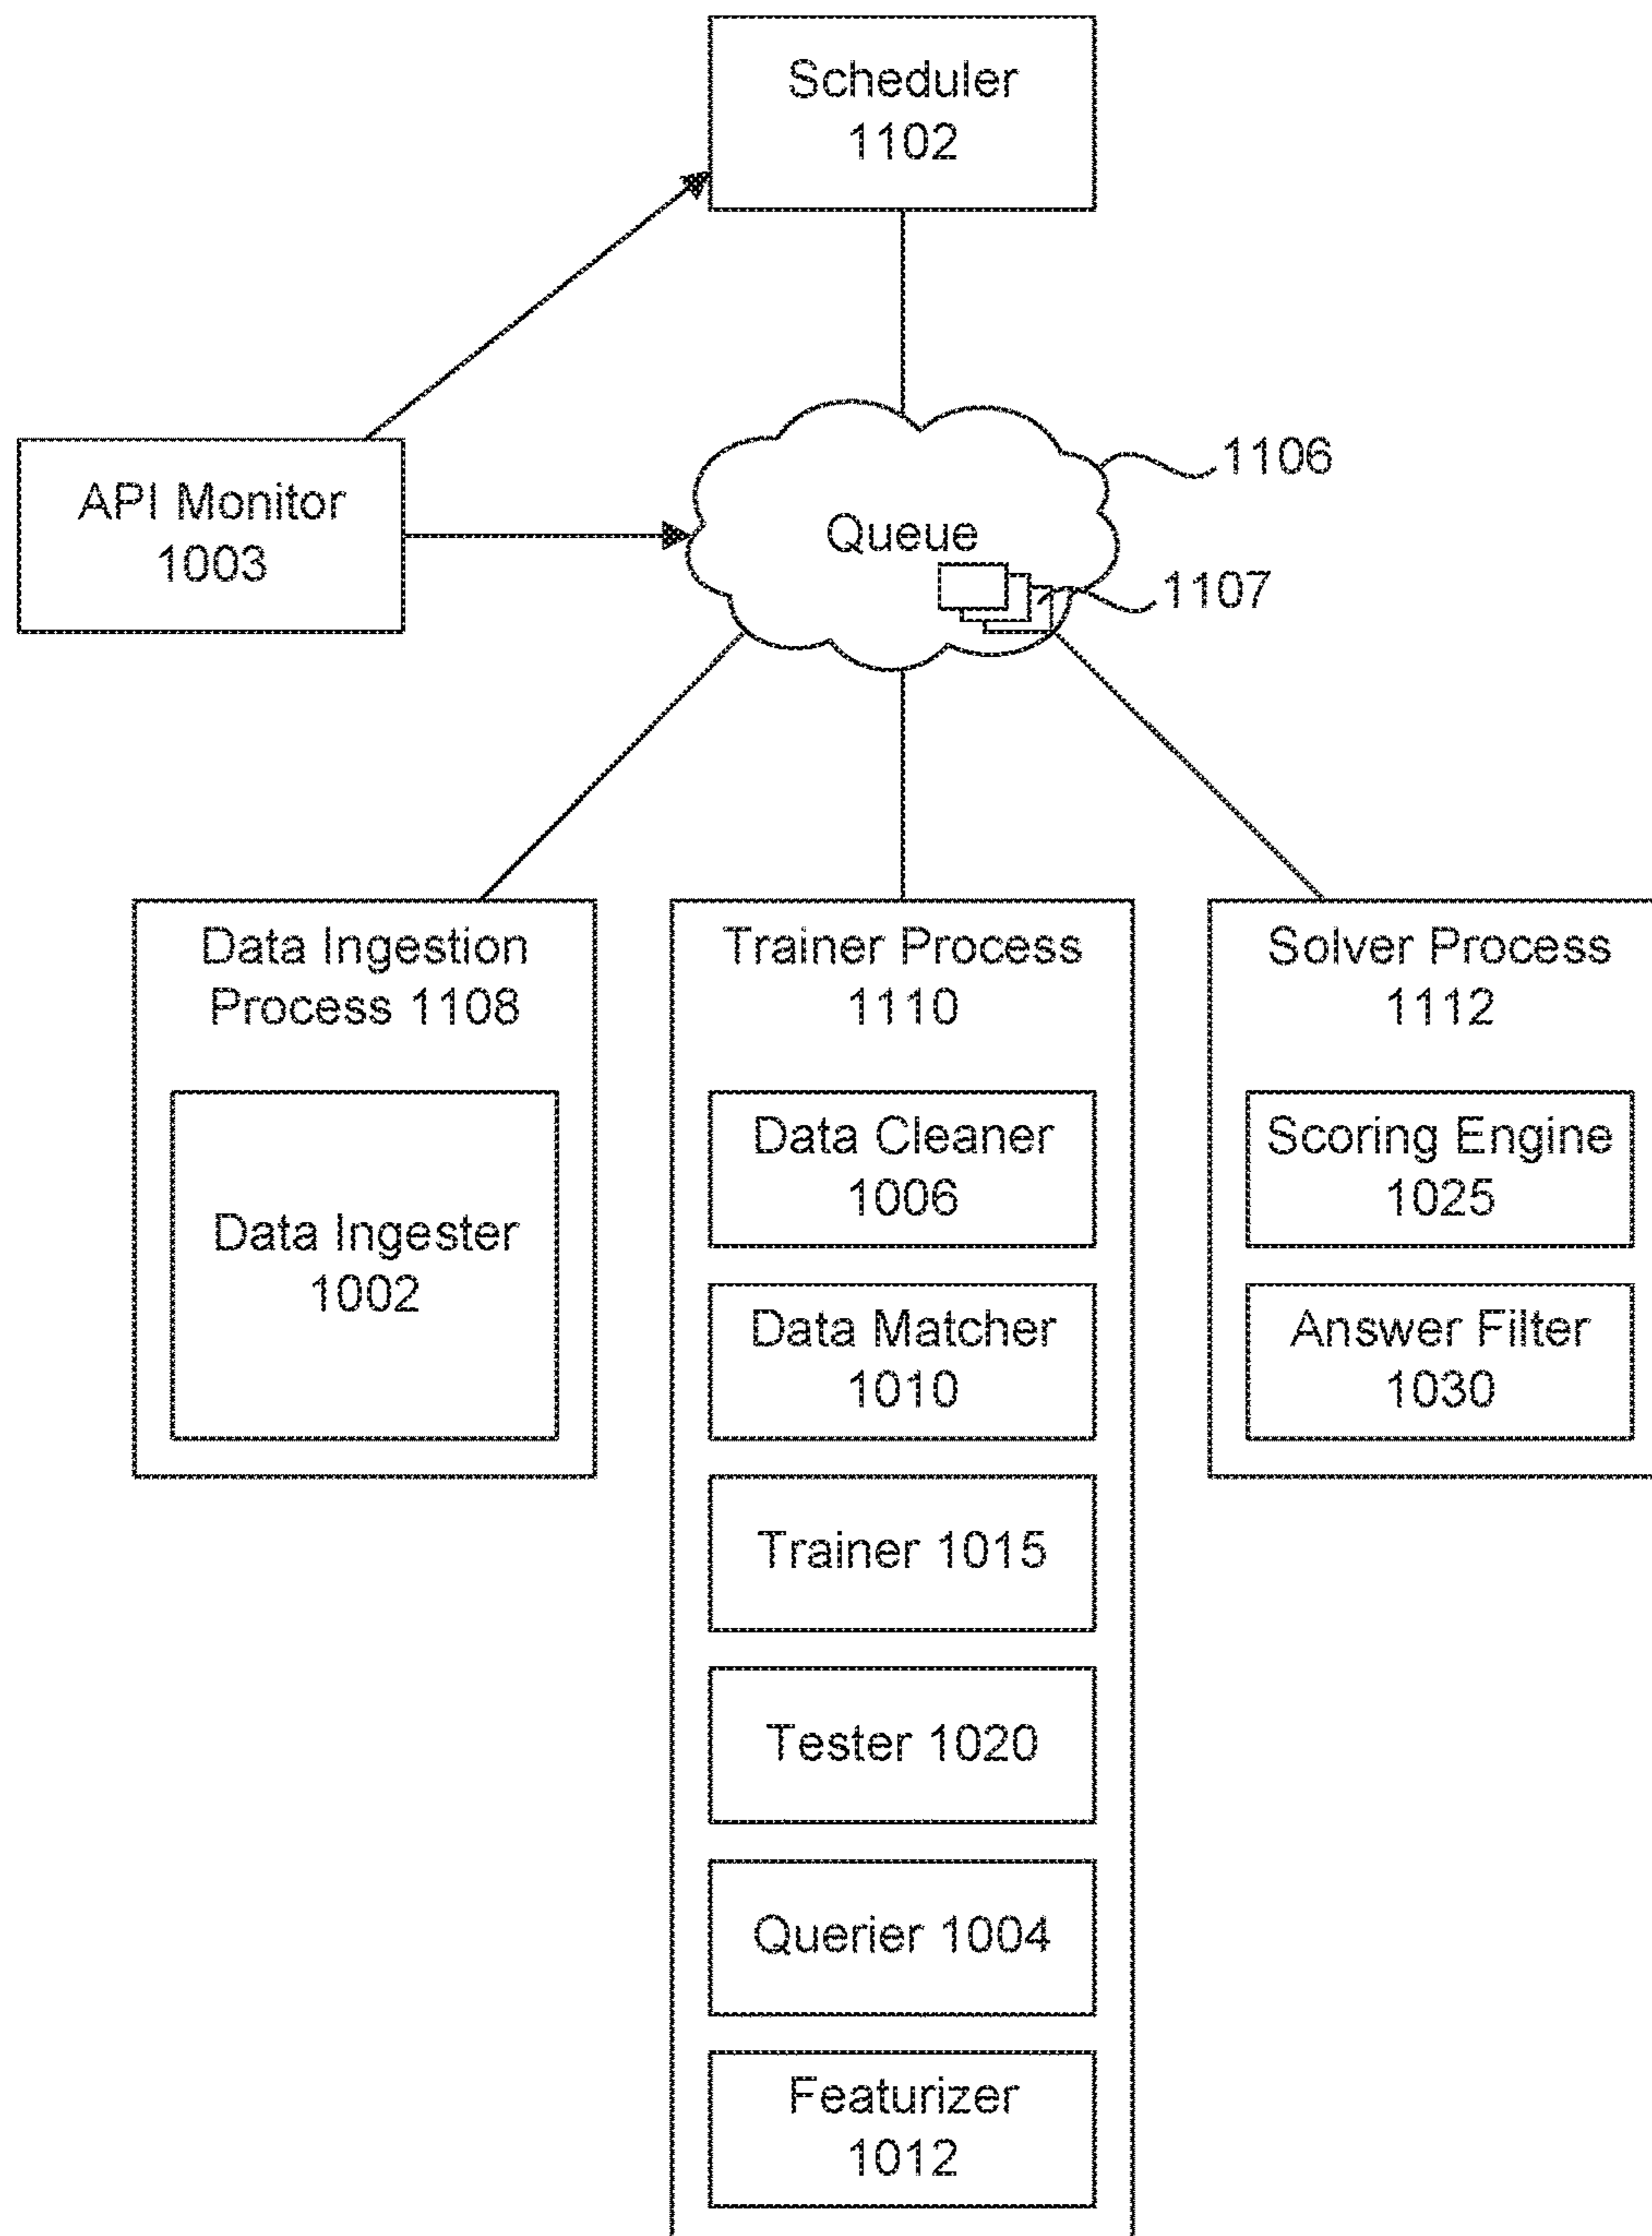 Scheduler
1102
1106
API Monitor
1003
Queue
1107
Data Ingestion
Process 1108
Data Ingester
1002
Trainer Process
1110
Data Cleaner
1006
Data Matcher
1010
Trainer 1015
Tester 1020
Querier 1004
Featurizer
1012
Solver Process
1112
Scoring Engine
1025
Answer Filter
1030